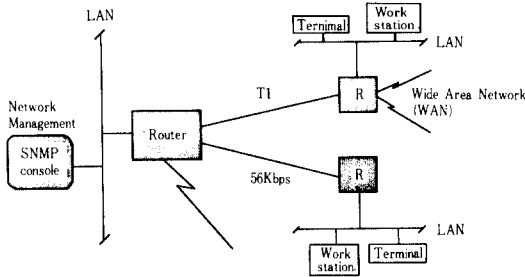 LAN
Ternimal
Work
station
LAN
T1
R
Wide Area Network
(WAN)
Network
Management
SNMP
console
Router
56Kbps
R
LAN
Work
station
Terminal